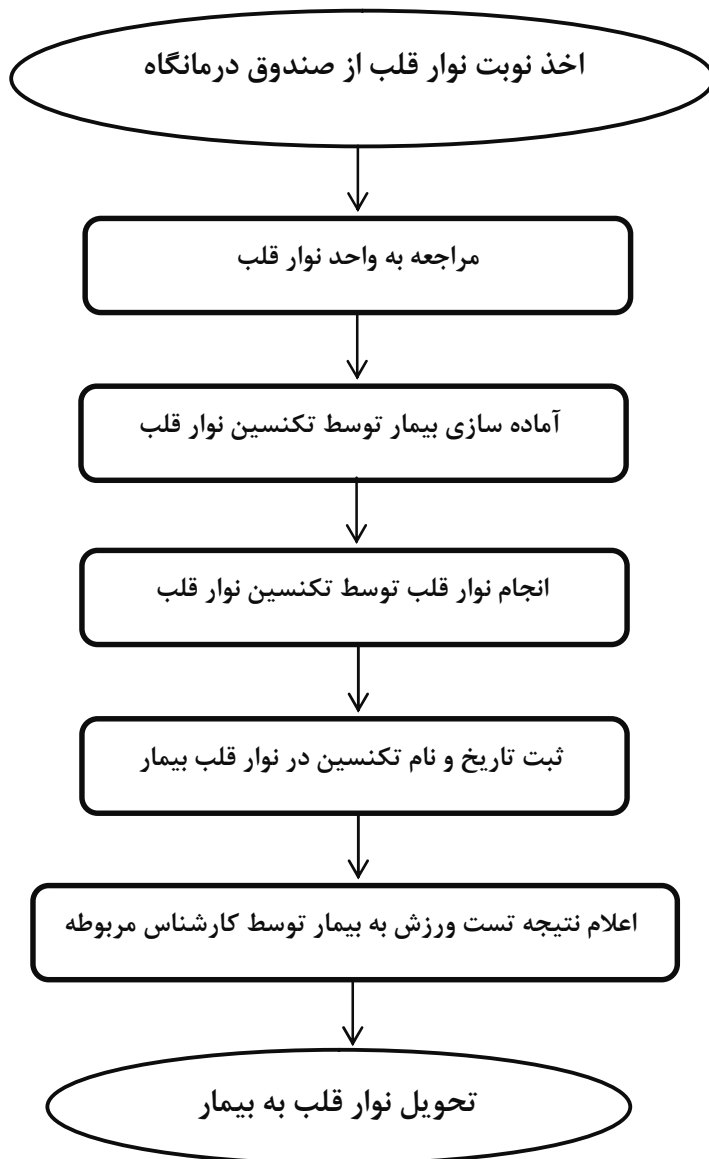 اخذ نوبت نوار قلب از صندوق درمانگاه
مراجعه به واحد نوار قلب
آماده سازی بیمار توسط تکنسین نوار قلب
انجام نوار قلب توسط تکنسین نوار قلب
ثبت تاریخ و نام تکنسین در نوار قلب بیمار
اعلام نتیجه تست ورزش به بیمار توسط کارشناس مربوطه
تحویل نوار قلب به بیمار